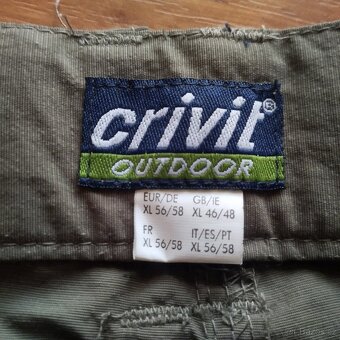 crivit®
OUTDOOR
EUR/DE GB/IE
XL 56/58 XL 46/48
FR IT/ES/PT
XL 56/58 XL 56/58